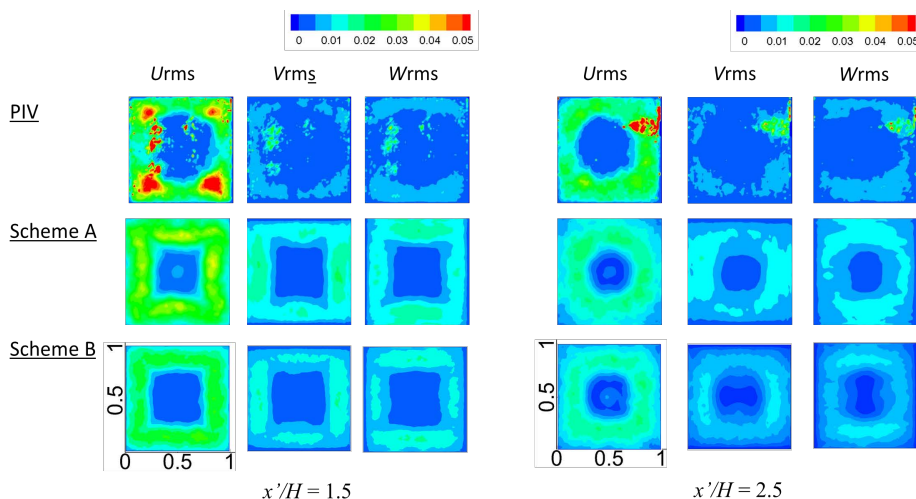 0 0.01 0.02 0.03 0.04 0.05
0 0.01 0.02 0.03 0.04 0.05
Urms Vrms Wrms Urms Vrms Wrms
PIV
Scheme A
Scheme B
1
0.5
0 0.5 1
1
0.5
0 0.5 1
x'/H = 1.5
x'/H = 2.5